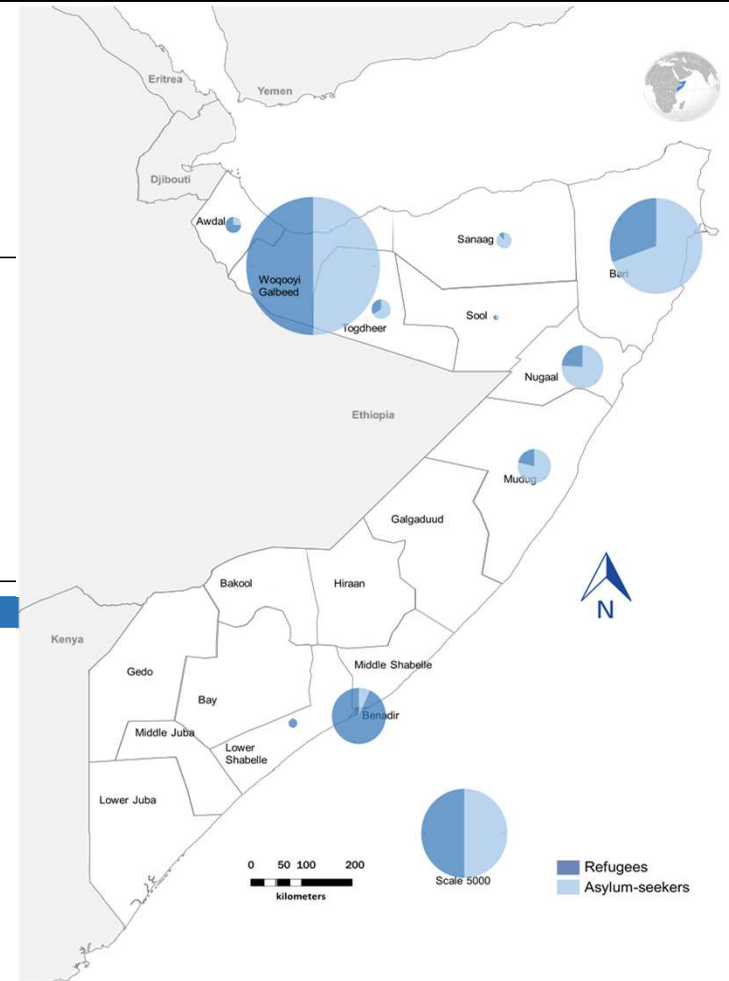 Eritrea
Yemen
Djibouti
Awdal
Sanaag
Woqooyi
Galbeed
Bari
Togdheer
Sool
Nugaal
Ethiopia
Mudug
Galgaduud
Bakool
Hiraan
N
Kenya
Gedo
Middle Shabelle
Bay
Benadir
Middle Juba
Lower
Shabelle
Lower Juba
0 50 100 200
kilometers
Scale 5000
Refugees
Asylum-seekers